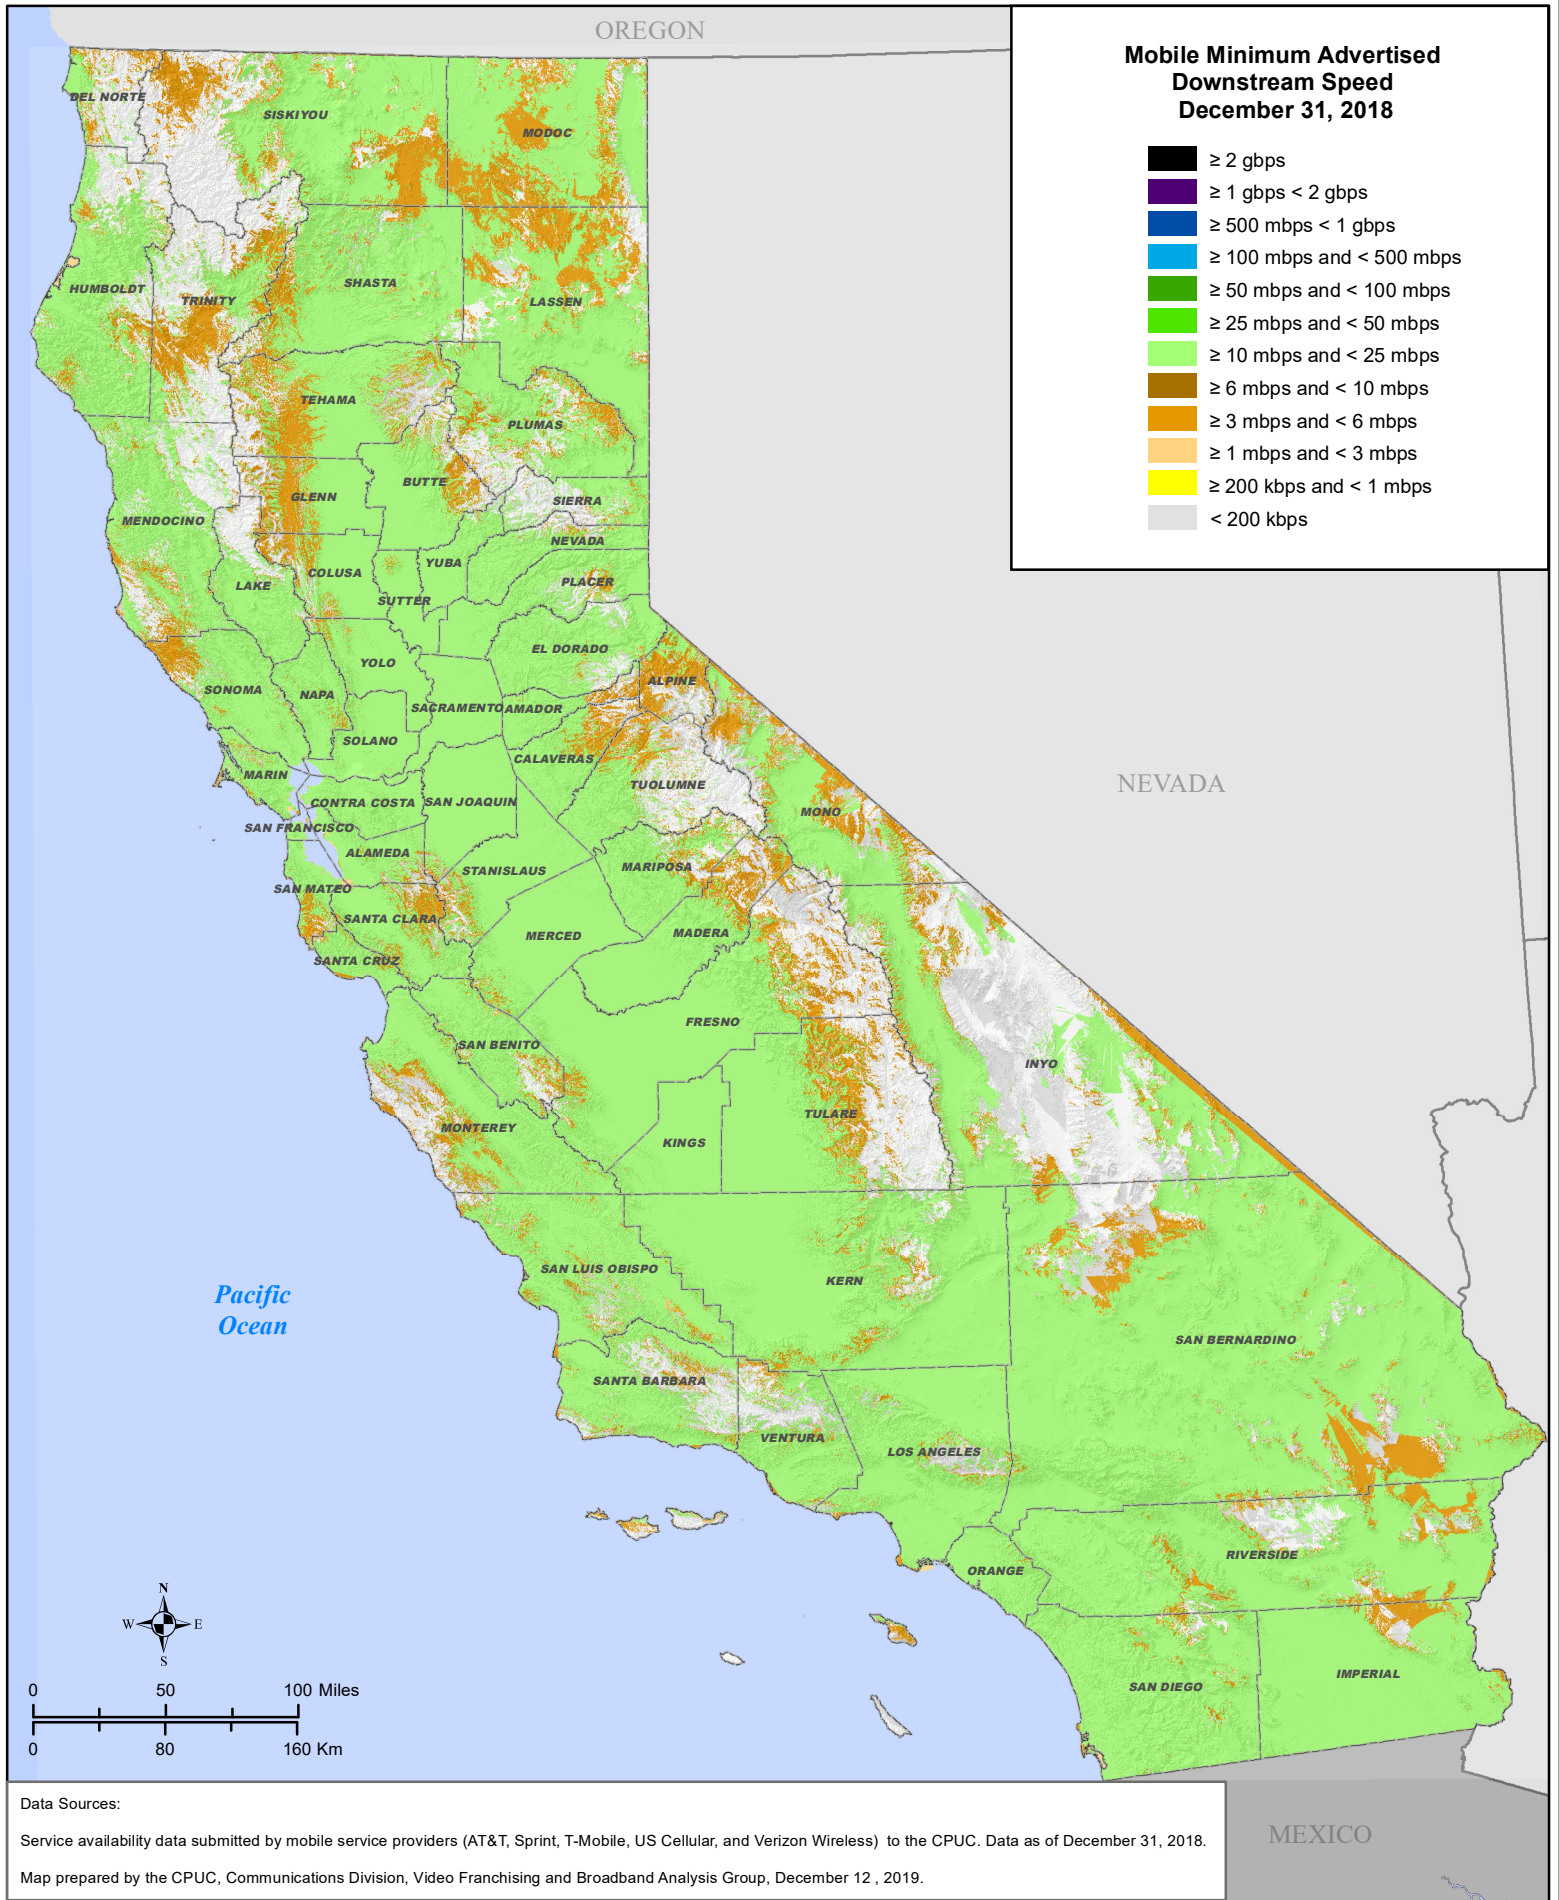 OREGON
Mobile Minimum Advertised
Downstream Speed
December 31, 2018
≥ 2 gbps
≥ 1 gbps < 2 gbps
≥ 500 mbps < 1 gbps
≥ 100 mbps and < 500 mbps
≥ 50 mbps and < 100 mbps
≥ 25 mbps and < 50 mbps
≥ 10 mbps and < 25 mbps
≥ 6 mbps and < 10 mbps
≥ 3 mbps and < 6 mbps
≥ 1 mbps and < 3 mbps
≥ 200 kbps and < 1 mbps
< 200 kbps
DEL NORTE
SISKIYOU
MODOC
HUMBOLDT
TRINITY
SHASTA
LASSEN
TEHAMA
PLUMAS
BUTTE
GLENN
SIERRA
MENDOCINO
NEVADA
YUBA
COLUSA
LAKE
PLACER
SUTTER
EL DORADO
YOLO
ALPINE
SONOMA
NAPA
SACRAMENTO
AMADOR
SOLANO
CALAVERAS
MARIN
TUOLUMNE
NEVADA
CONTRA COSTA
SAN JOAQUIN
MONO
SAN FRANCISCO
ALAMEDA
STANISLAUS
MARIPOSA
SAN MATEO
SANTA CLARA
MERCED
MADERA
SANTA CRUZ
FRESNO
SAN BENITO
INYO
TULARE
MONTEREY
KINGS
SAN LUIS OBISPO
KERN
Pacific
Ocean
SAN BERNARDINO
SANTA BARBARA
VENTURA
LOS ANGELES
RIVERSIDE
ORANGE
N
W
E
S
IMPERIAL
SAN DIEGO
0 50 100 Miles
0 80 160 Km
Data Sources:
Service availability data submitted by mobile service providers (AT&T, Sprint, T-Mobile, US Cellular, and Verizon Wireless) to the CPUC. Data as of December 31, 2018.
Map prepared by the CPUC, Communications Division, Video Franchising and Broadband Analysis Group, December 12 , 2019.
MEXICO